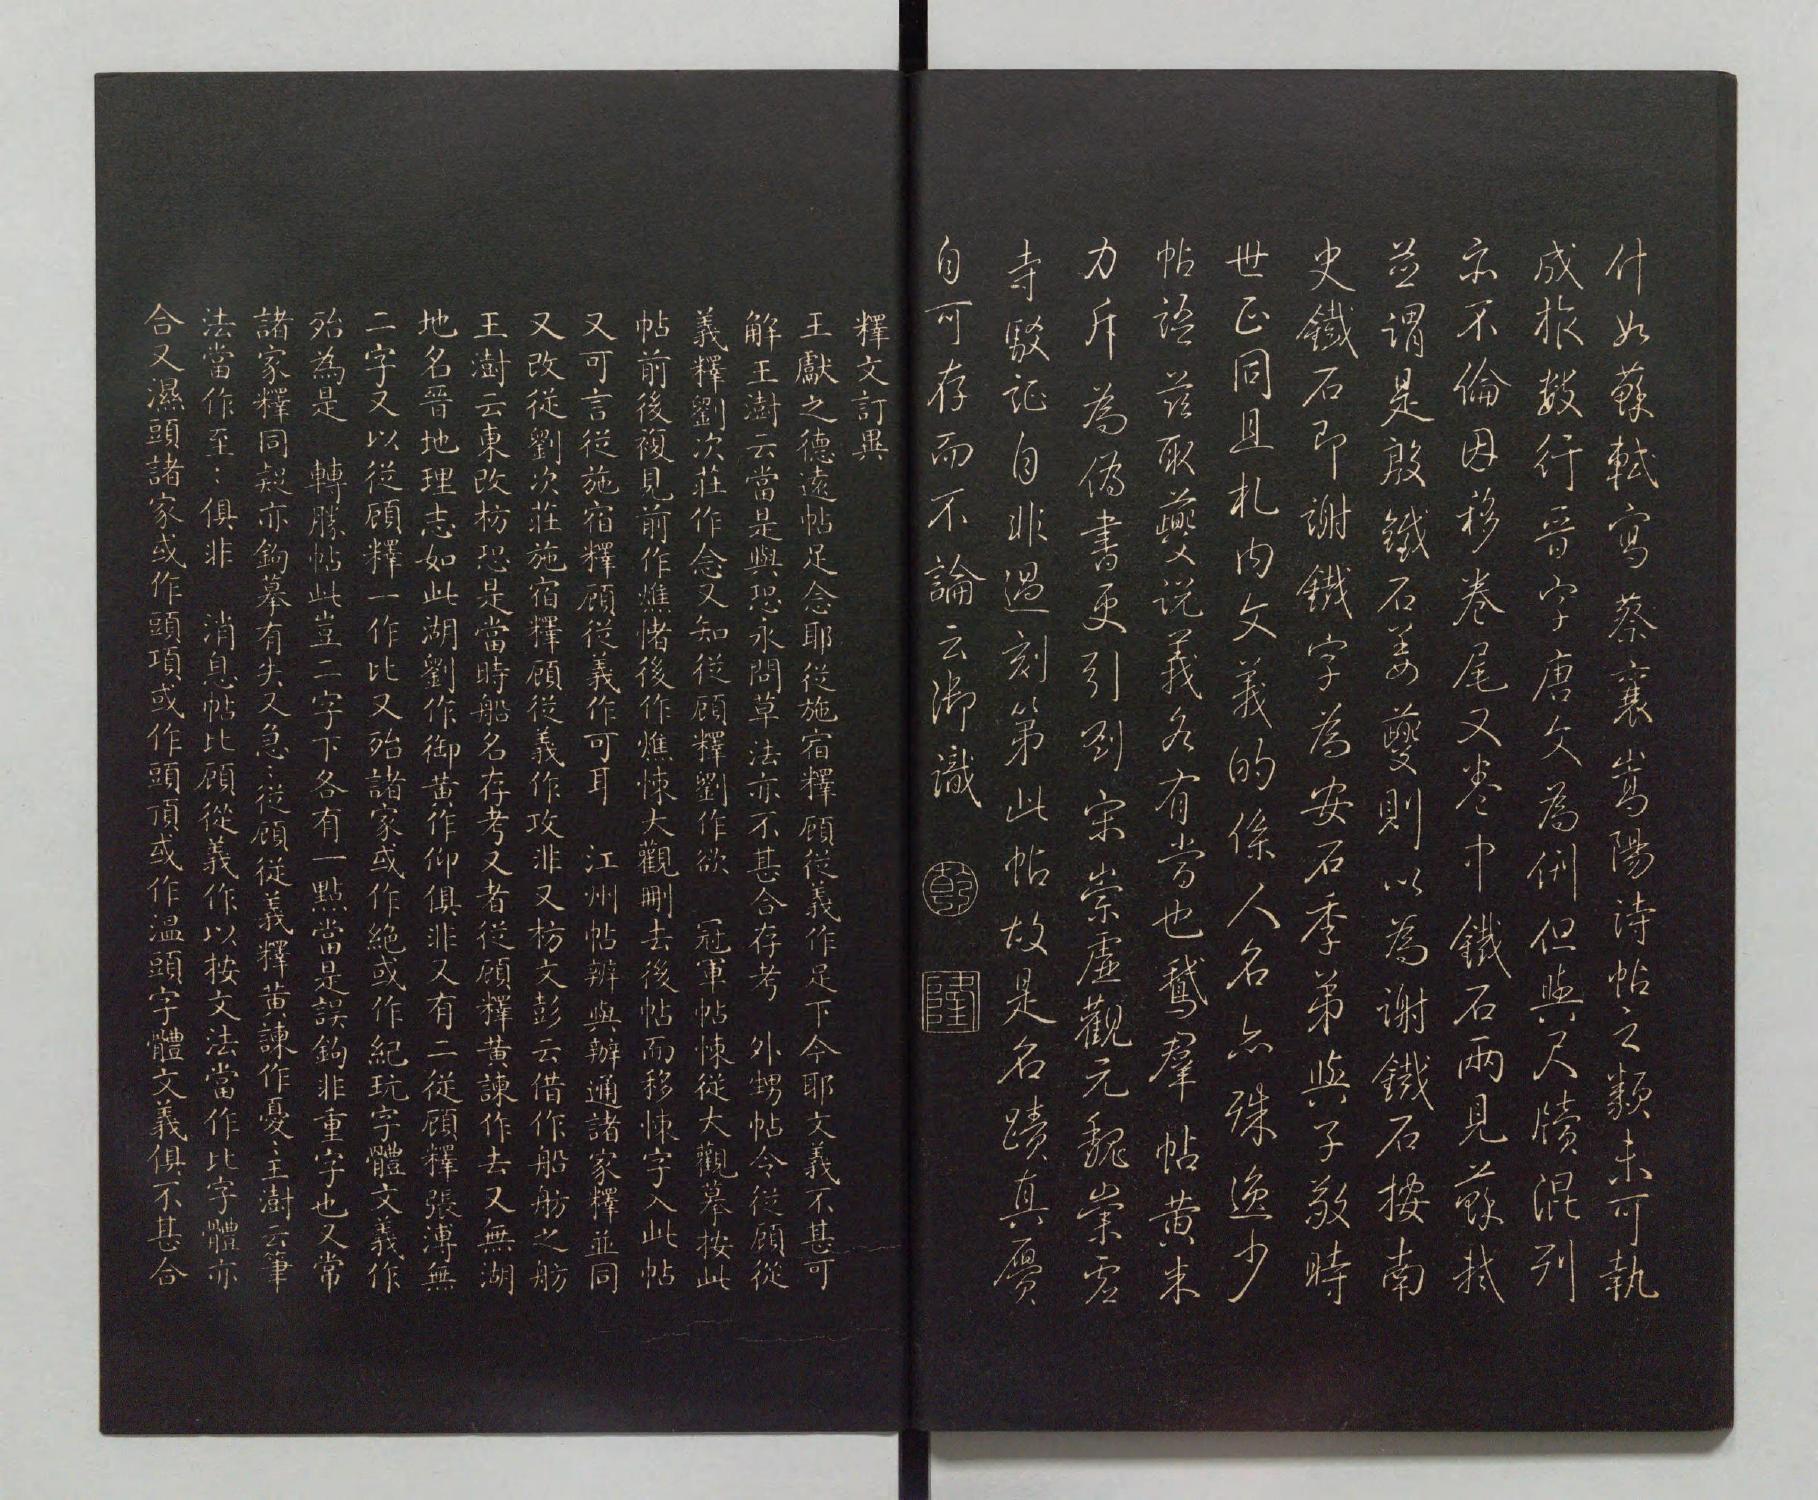 什如蘇軾寫蔡襄嵩陽詩帖之類未可執
成根數行晉字唐文為例但與尺牘混列
亦不倫因移卷尾又卷中鐵石兩見蘇軾
並謂是殷鐵石姜夔則以為謝鐵石按南
史鐵石即謝鐵字為安石季弟與子敬時
世正同且札內文義的係人名亦殊逸少
帖語茲取夔又說義各有當也鵝羣帖黃米
力斥為偽書更引劉宋崇虛觀元魏崇虛
寺駁証自非過刻第此帖故是名蹟真贗
自可存而不論云御識
乾
隆
釋文訂異
王獻之德遠帖足念耶從施宿釋顧從義作足下今耶文義不甚可
解王澍云當是與恐永問草法亦不甚合存考 外甥帖今從顧從
義釋劉次莊作念又知從顧釋劉作欲 冠軍帖悚從大觀摹按此
帖前後複見前作憔悕後作憔悚大觀刪去後帖而移悚字入此帖
又可言從施宿釋顧從義作可耳 江州帖辨與辦通諸家釋並同
又改從劉次莊施宿釋顧從義作攻非又枋文彭云借作船舫之舫
王澍云東改枋恐是當時船名存考又者從顧釋黃諫作去又無湖
地名晉地理志如此湖劉作御黃作仰俱非又有二從顧釋張溥無
二字又以從顧釋一作比又殆諸家或作絶或作紀玩字體文義作
殆為是 轉勝帖此豈二字下各有一點當是誤鉤非重字也又常
諸家釋同疑亦鉤摹有失又急〻從顧從義釋黃諫作憂〻王澍云筆
法當作至〻俱非 消息帖比顧從義作以按文法當作比字體亦
合又濕頭諸家或作頭項或作頭頂或作溫頭字體文義俱不甚合